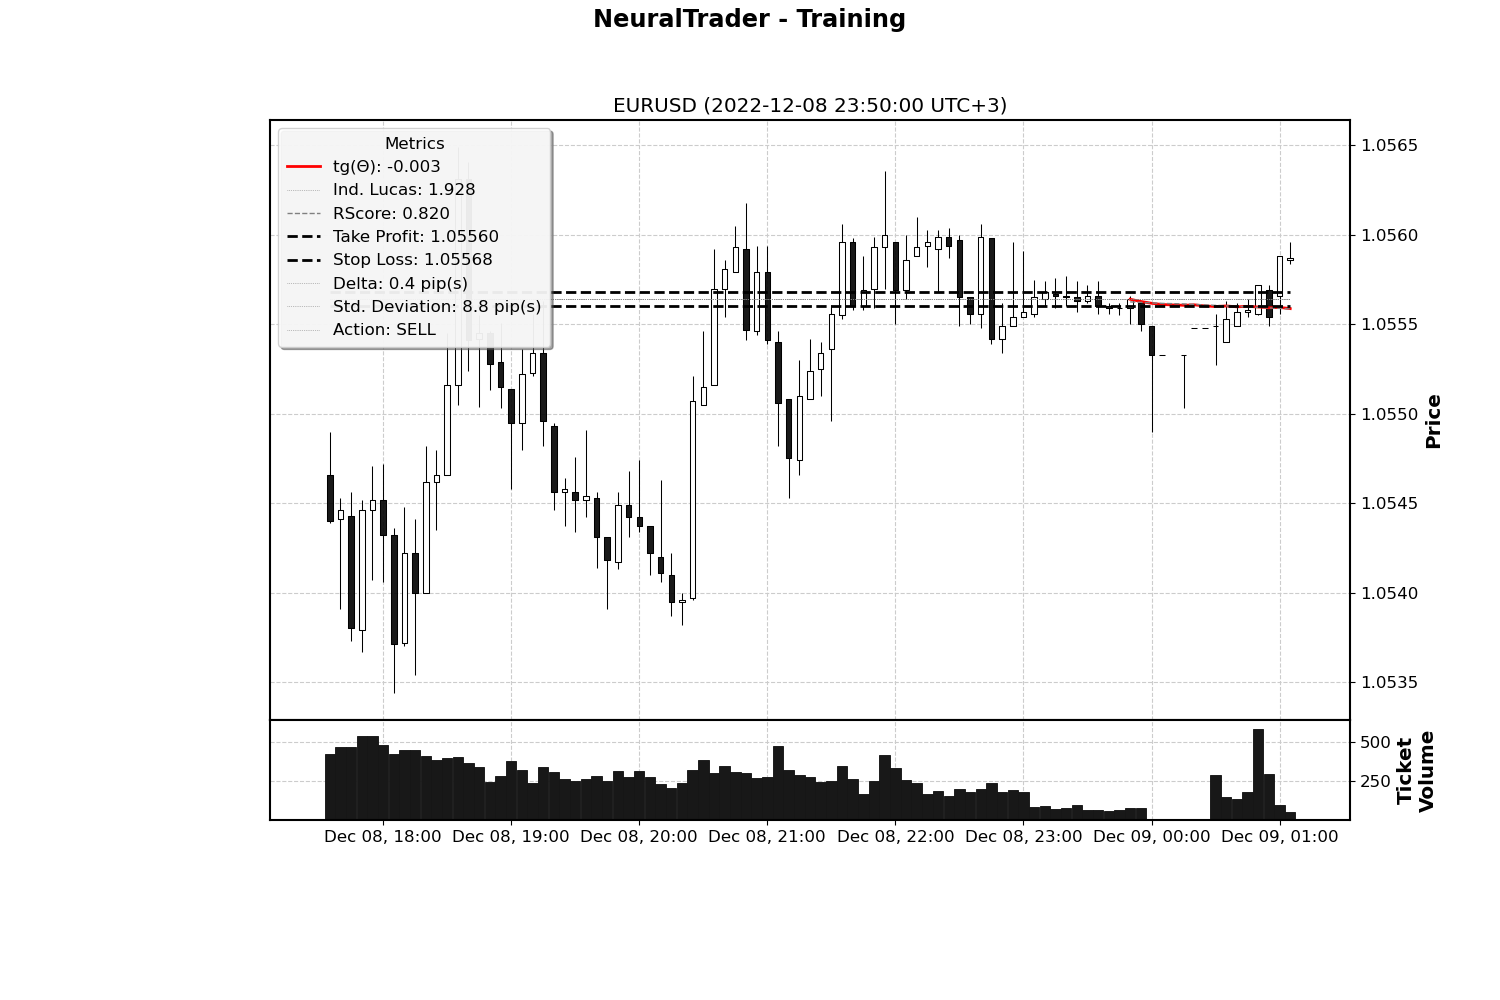 NeuralTrader - Training
EURUSD (2022-12-08 23:50:00 UTC+3)
Metrics
tg(Θ): -0.003
Ind. Lucas: 1.928
RScore: 0.820
Take Profit: 1.05560
Stop Loss: 1.05568
Delta: 0.4 pip(s)
Std. Deviation: 8.8 pip(s)
Action: SELL
1.0565
1.0560
1.0555
1.0550
1.0545
1.0540
1.0535
Price
500
250
Ticket
Volume
Dec 08, 18:00 Dec 08, 19:00 Dec 08, 20:00 Dec 08, 21:00 Dec 08, 22:00 Dec 08, 23:00 Dec 09, 00:00 Dec 09, 01:00